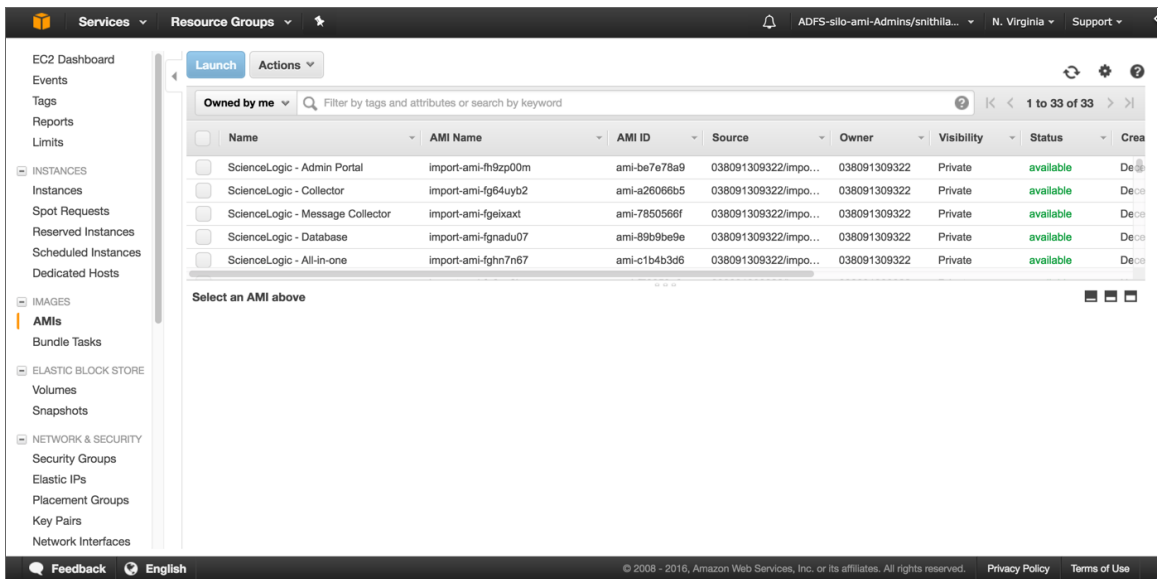 Services Resource Groups ADFS-silo-ami-Admins/snithila... N. Virginia Support
EC2 Dashboard
Events
Tags
Reports
Limits
INSTANCES
Instances
Spot Requests
Reserved Instances
Scheduled Instances
Dedicated Hosts
IMAGES
AMIs
Bundle Tasks
ELASTIC BLOCK STORE
Volumes
Snapshots
NETWORK & SECURITY
Security Groups
Elastic IPs
Placement Groups
Key Pairs
Network Interfaces
Launch Actions
Owned by me Filter by tags and attributes or search by keyword 1 to 33 of 33
Name AMI Name AMI ID Source Owner Visibility Status Crea
ScienceLogic - Admin Portal import-ami-fh9zp00m ami-be7e78a9 038091309322/impo... 038091309322 Private available De
ScienceLogic - Collector import-ami-fg64uyb2 ami-a26066b5 038091309322/impo... 038091309322 Private available Dece
ScienceLogic - Message Collector import-ami-fgeixaxt ami-7850566f 038091309322/impo... 038091309322 Private available Dece
ScienceLogic - Database import-ami-fgnadu07 ami-89b9be9e 038091309322/impo... 038091309322 Private available Dece
ScienceLogic - All-in-one import-ami-fghn7n67 ami-c1b4b3d6 038091309322/impo... 038091309322 Private available Dece
Select an AMI above
Feedback English © 2008 - 2016, Amazon Web Services, Inc. or its affiliates. All rights reserved. Privacy Policy Terms of Use